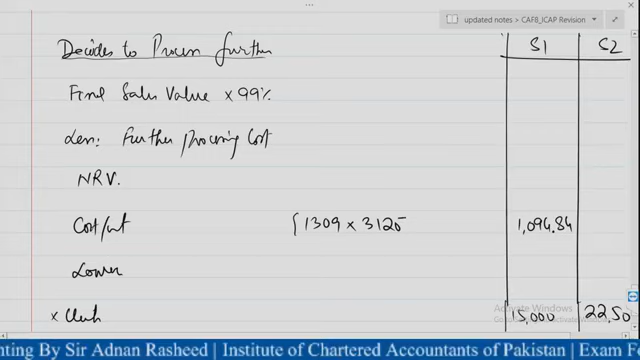 updated notes > CAF8_ICAP Revision
Decides to Process further S1 S2
Final Sales Value x 99%
Less: Further processing Cost
NRV.
Cost/unit {1309 x 3125 1,094.84
Lower
Activate Windows
x Units 15,000 22,50
nting By Sir Adnan Rasheed | Institute of Chartered Accountants of Pakistan | Exam E